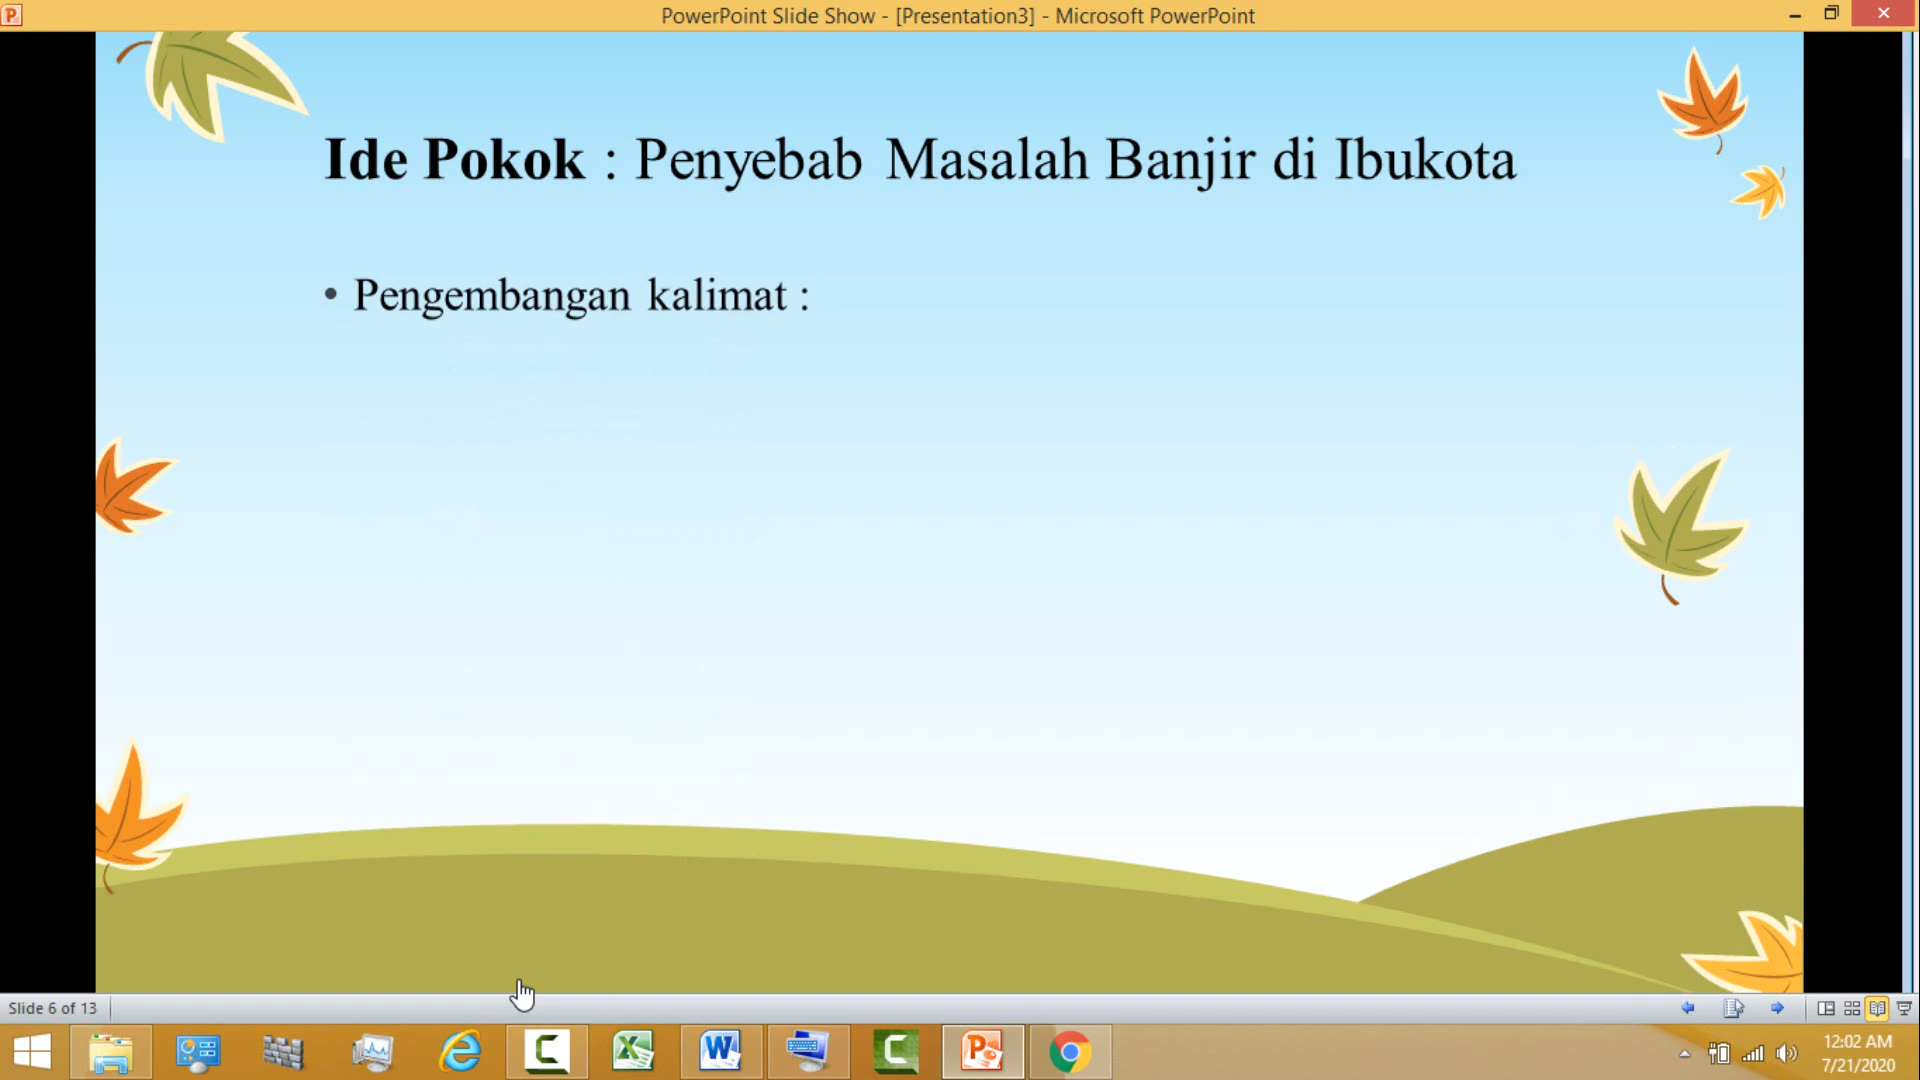 PowerPoint Slide Show - [Presentation3] - Microsoft PowerPoint
Ide Pokok : Penyebab Masalah Banjir di Ibukota
• Pengembangan kalimat :
Slide 6 of 13
12:02 AM
7/21/2020